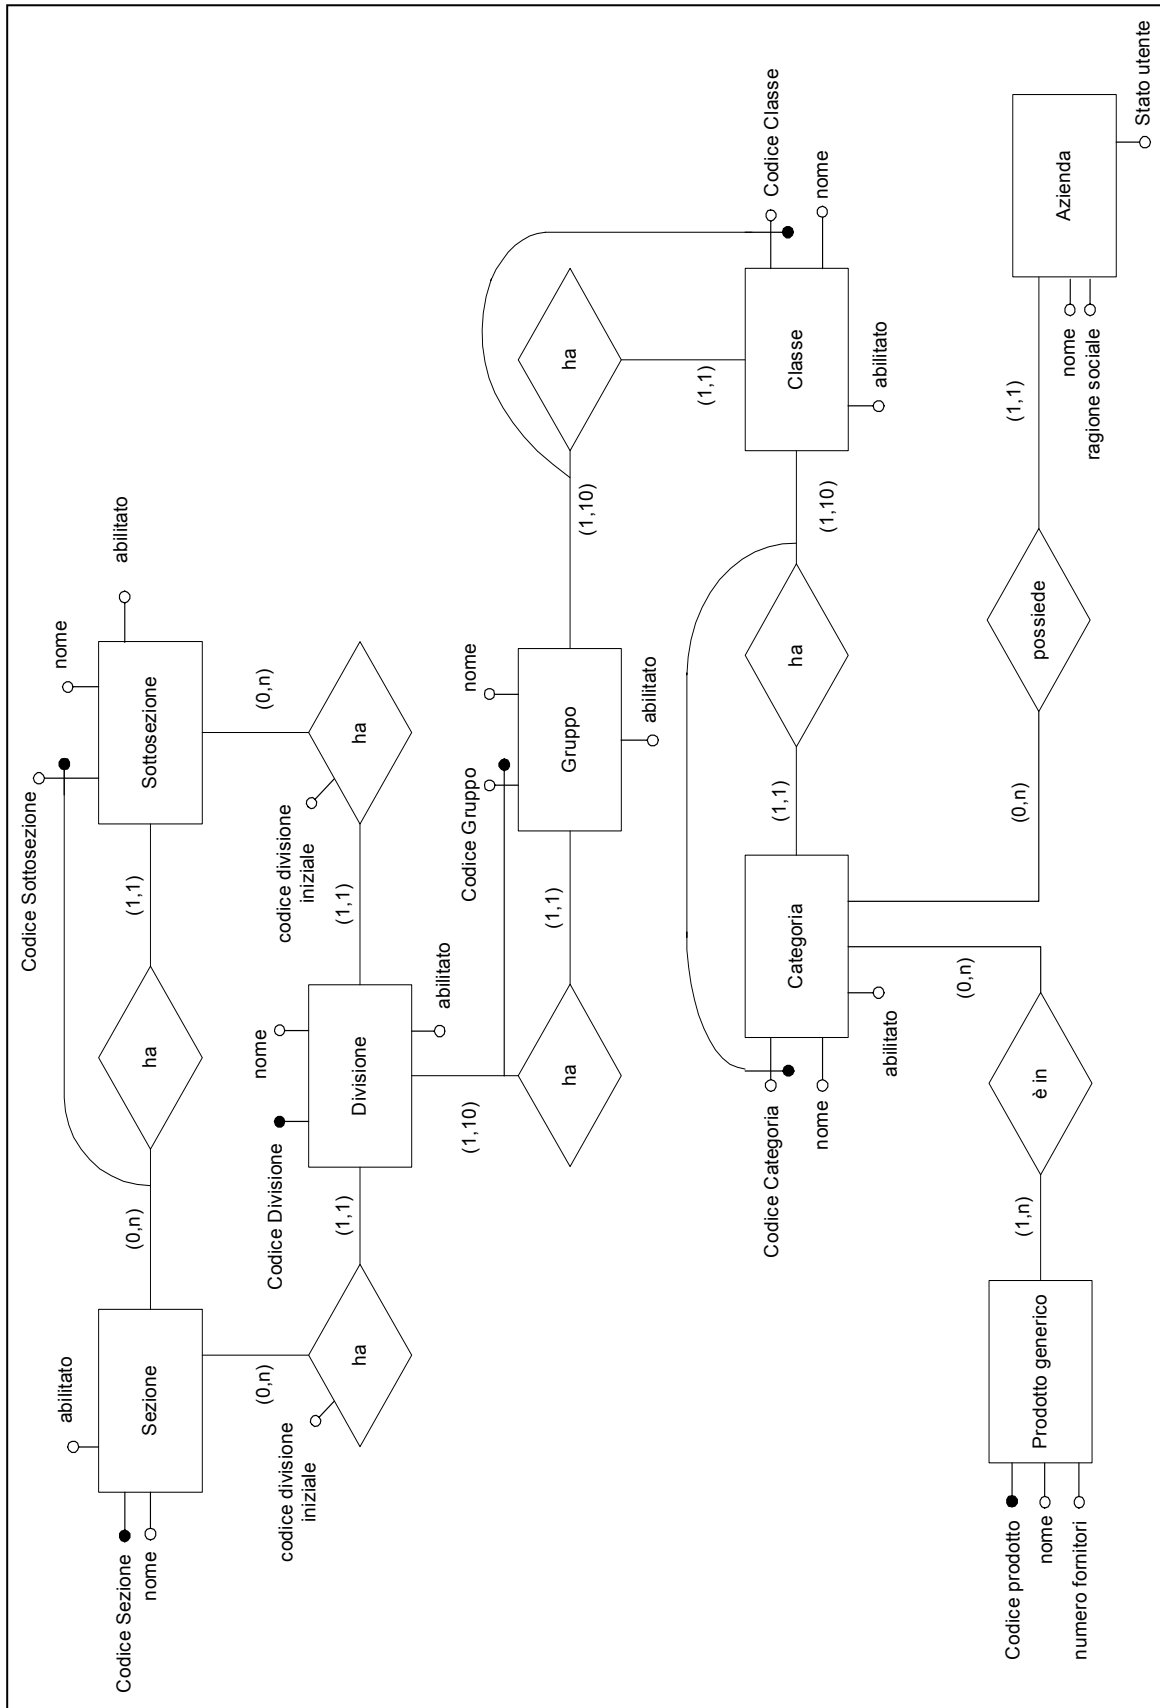 Codice Sottosezione
abilitato
nome
abilitato
Codice Sezione
nome
Sezione
(0,n)
ha
(1,1)
Sottosezione
(0,n)
(0,n)
codice divisione
iniziale
Codice Divisione
nome
codice divisione
iniziale
ha
(1,1)
Divisione
(1,1)
ha
abilitato
(1,10)
Codice Gruppo
nome
ha
(1,1)
Gruppo
(1,10)
ha
abilitato
(1,1)
Codice Classe
nome
Codice Categoria
nome
Categoria
(1,1)
ha
(1,10)
Classe
abilitato
abilitato
(0,n)
(0,n)
(1,1)
Codice prodotto
nome
numero fornitori
Prodotto generico
(1,n)
è in
possiede
nome
ragione sociale
Azienda
Stato utente